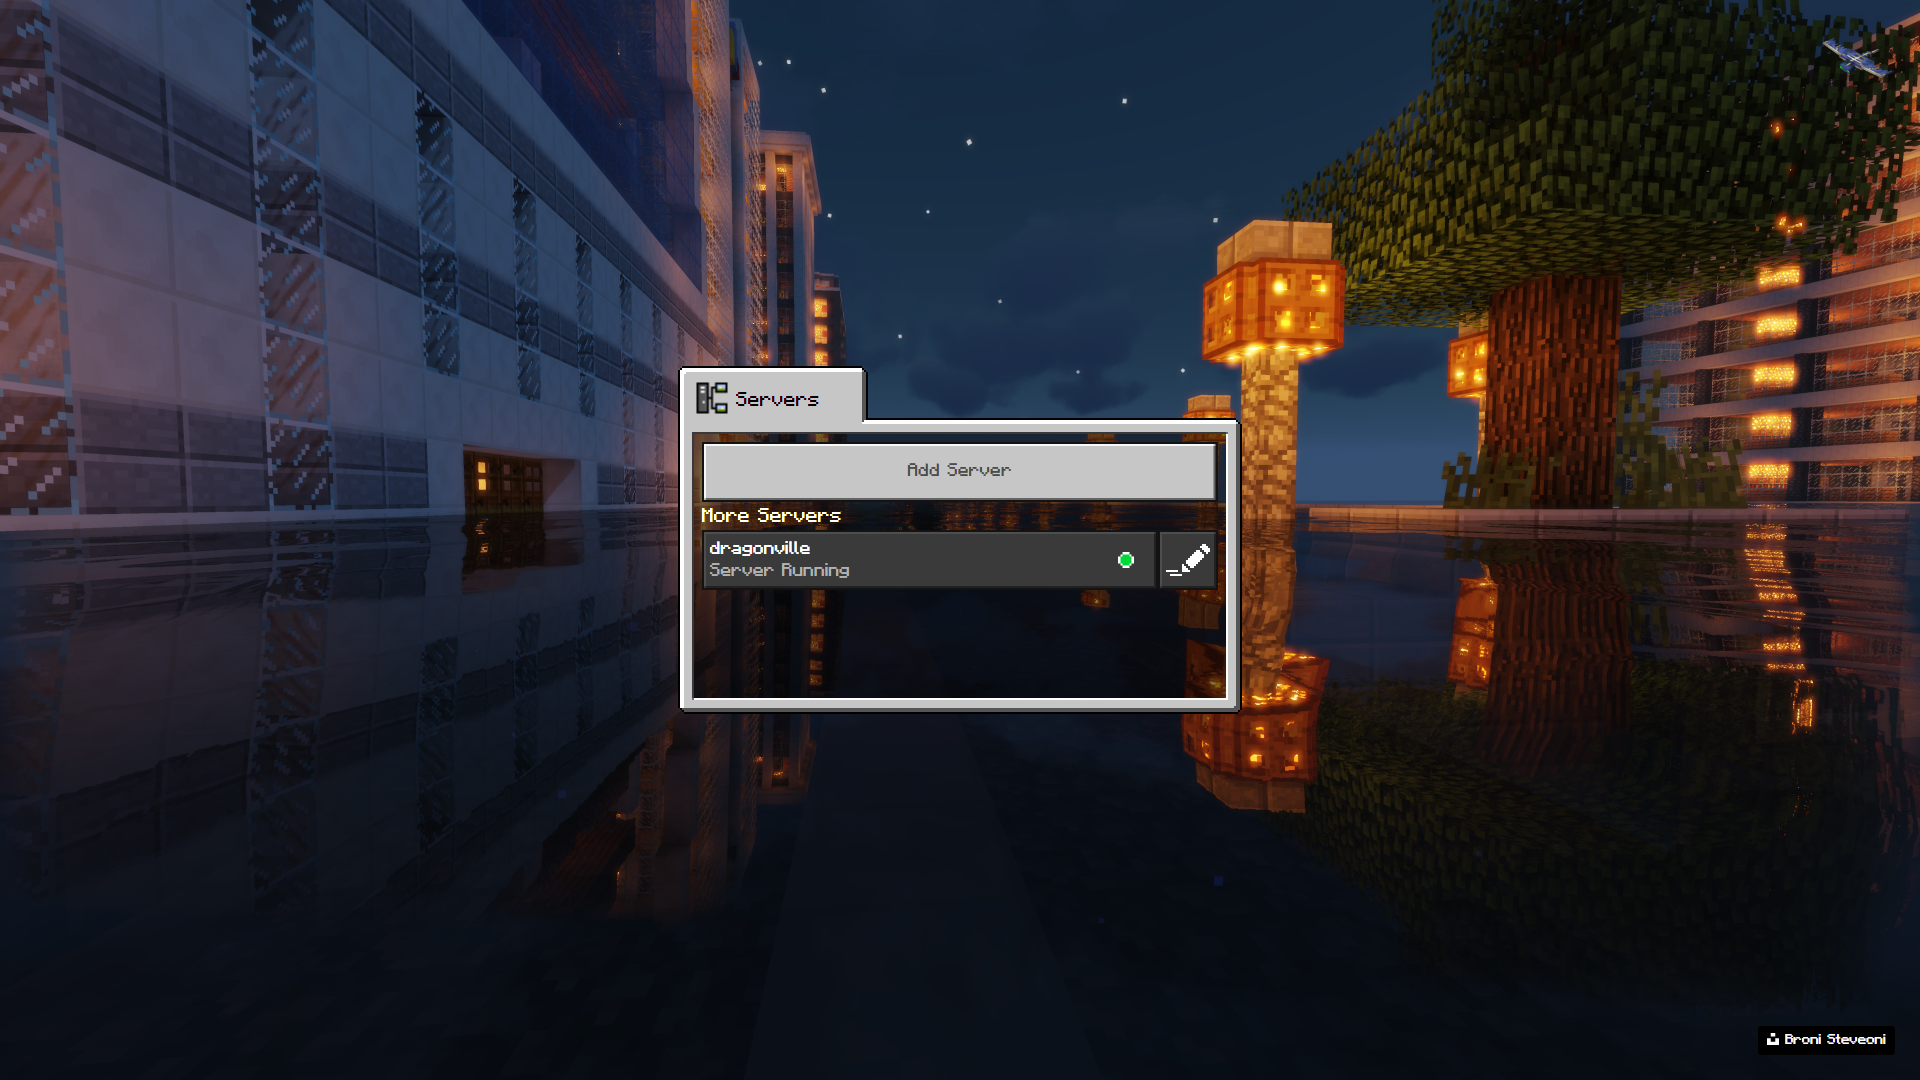 Servers
Add Server
More Servers
dragonville
Server Running
Broni Steveoni